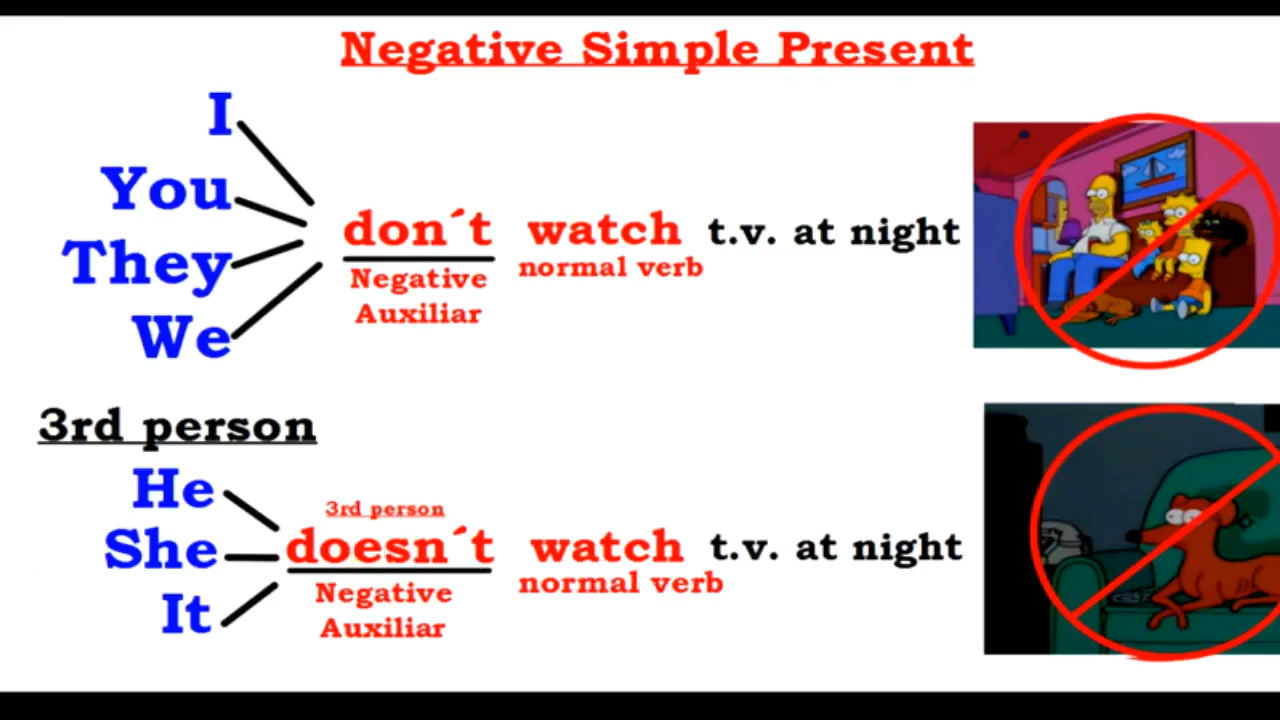 Negative Simple Present
I
You
They
We
don´t watch t.v. at night
Negative normal verb
Auxiliar
3rd person
He
She
It
3rd person
doesn´t watch t.v. at night
Negative normal verb
Auxiliar